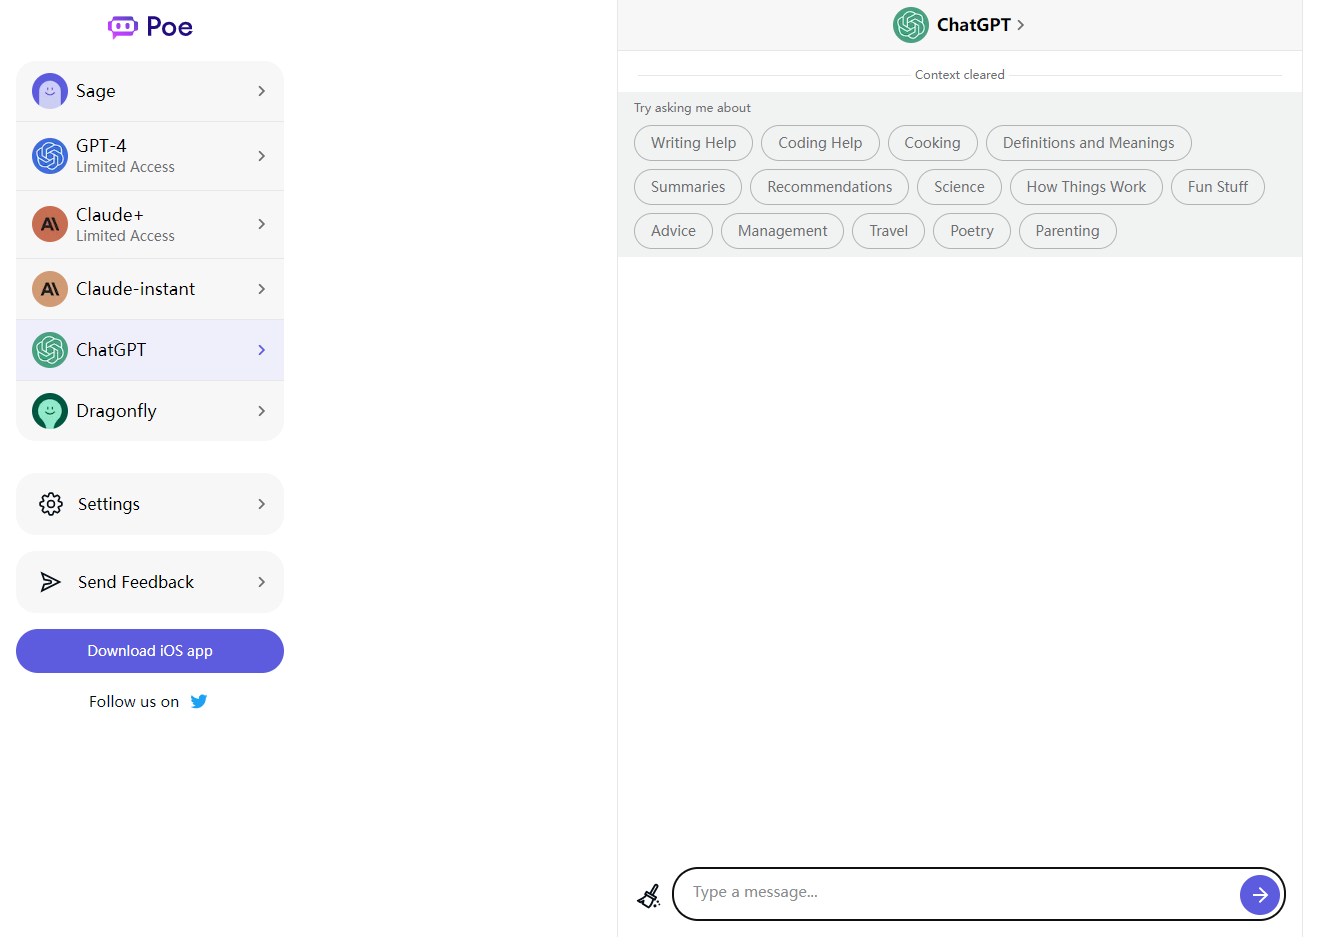 Poe
Sage
GPT-4
Limited Access
Claude+
Limited Access
Claude-instant
ChatGPT
Dragonfly
Settings
Send Feedback
Download iOS app
Follow us on
ChatGPT
Context cleared
Try asking me about
Writing Help Coding Help Cooking Definitions and Meanings
Summaries Recommendations Science How Things Work Fun Stuff
Advice Management Travel Poetry Parenting
Type a message...